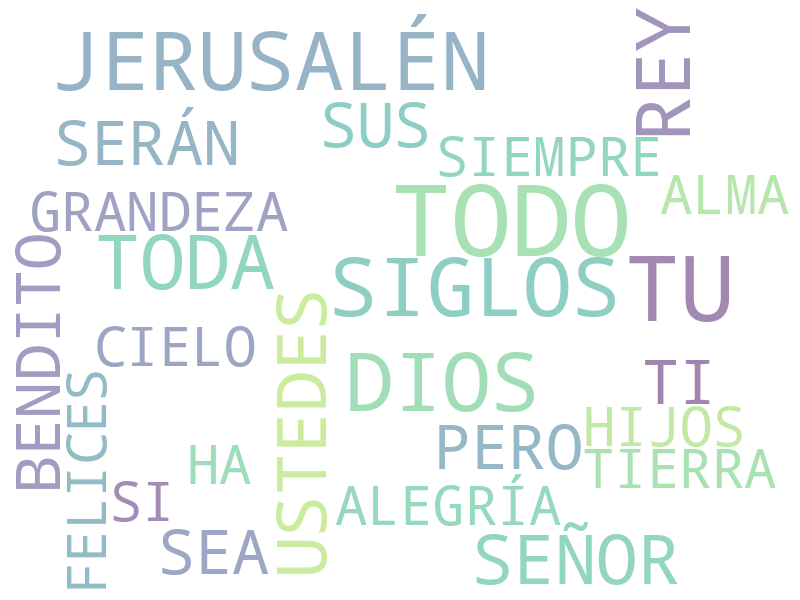 JERUSALÉN
REY
SUS
SERÁN
SIEMPRE
ALMA
GRANDEZA
TODO
TODA
SIGLOS
TU
BENDITO
USTEDES
CIELO
DIOS
TI
FELICES
HIJOS
PERO
HA
TIERRA
SI
ALEGRÍA
SEA
SEÑOR